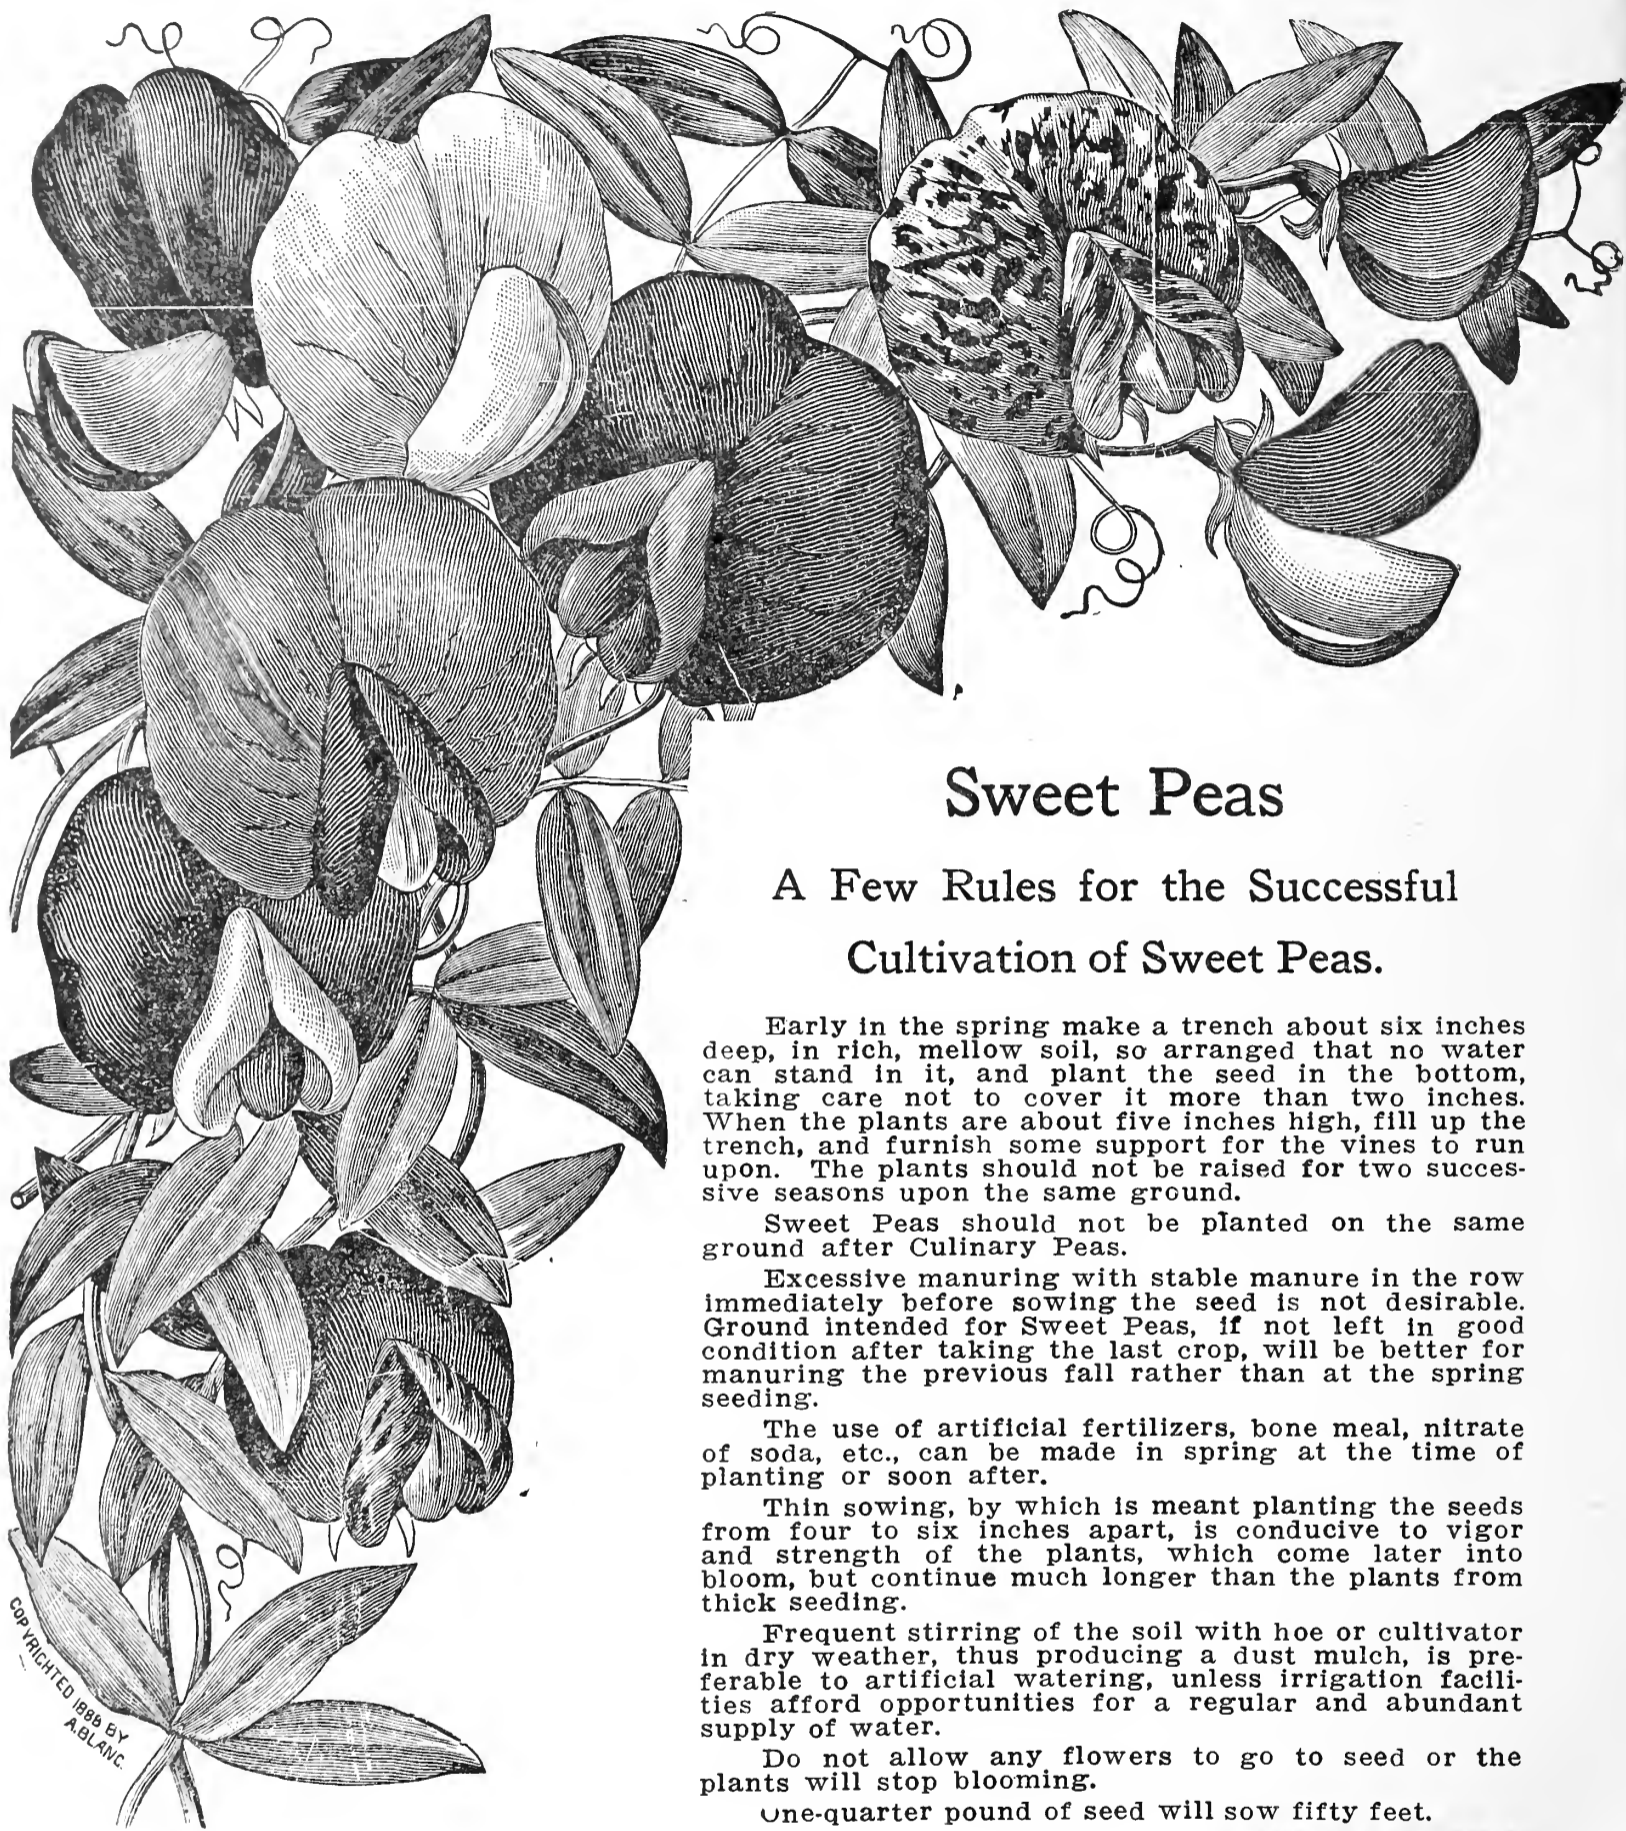 Sweet Peas
A Few Rules for the Successful
Cultivation of Sweet Peas.
Early in the spring make a trench about six inches
deep, in rich, mellow soil, so arranged that no water
can stand in it, and plant the seed in the bottom,
taking care not to cover it more than two inches.
When the plants are about five inches high, fill up the
trench, and furnish some support for the vines to run
upon. The plants should not be raised for two succes-
sive seasons upon the same ground.
Sweet Peas should not be planted on the same
ground after Culinary Peas.
Excessive manuring with stable manure in the row
immediately before sowing the seed is not desirable.
Ground intended for Sweet Peas, if not left in good
condition after taking the last crop, will be better for
manuring the previous fall rather than at the spring
seeding.
The use of artificial fertilizers, bone meal, nitrate
of soda, etc., can be made in spring at the time of
planting or soon after.
Thin sowing, by which is meant planting the seeds
from four to six inches apart, is conducive to vigor
and strength of the plants, which come later into
bloom, but continue much longer than the plants from
thick seeding.
Frequent stirring of the soil with hoe or cultivator
in dry weather, thus producing a dust mulch, is pre-
ferable to artificial watering, unless irrigation facili-
ties afford opportunities for a regular and abundant
supply of water.
Do not allow any flowers to go to seed or the
plants will stop blooming.
One-quarter pound of seed will sow fifty feet.
COPYRIGHTED BY
A.BLANC.